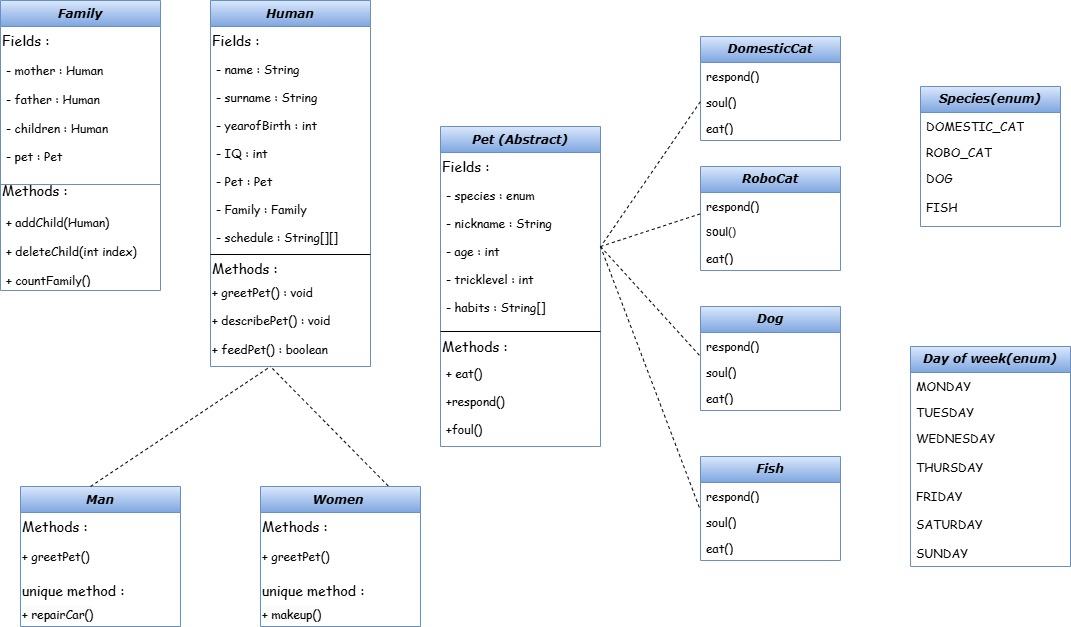 Family
Fields :
- mother : Human
- father : Human
- children : Human
- pet : Pet
Methods :
+ addChild(Human)
+ deleteChild(int index)
+ countFamily()
Human
Fields :
- name : String
- surname : String
- yearofBirth : int
- IQ : int
- Pet : Pet
- Family : Family
- schedule : String[][]
Methods :
+ greetPet() : void
+ describePet() : void
+ feedPet() : boolean
Man
Methods :
+ greetPet()
unique method :
+ repairCar()
Women
Methods :
+ greetPet()
unique method :
+ makeup()
Pet (Abstract)
Fields :
- species : enum
- nickname : String
- age : int
- tricklevel : int
- habits : String[]
Methods :
+ eat()
+respond()
+foul()
DomesticCat
respond()
soul()
eat()
RoboCat
respond()
soul()
eat()
Dog
respond()
soul()
eat()
Fish
respond()
soul()
eat()
Species(enum)
DOMESTIC_CAT
ROBO_CAT
DOG
FISH
Day of week(enum)
MONDAY
TUESDAY
WEDNESDAY
THURSDAY
FRIDAY
SATURDAY
SUNDAY